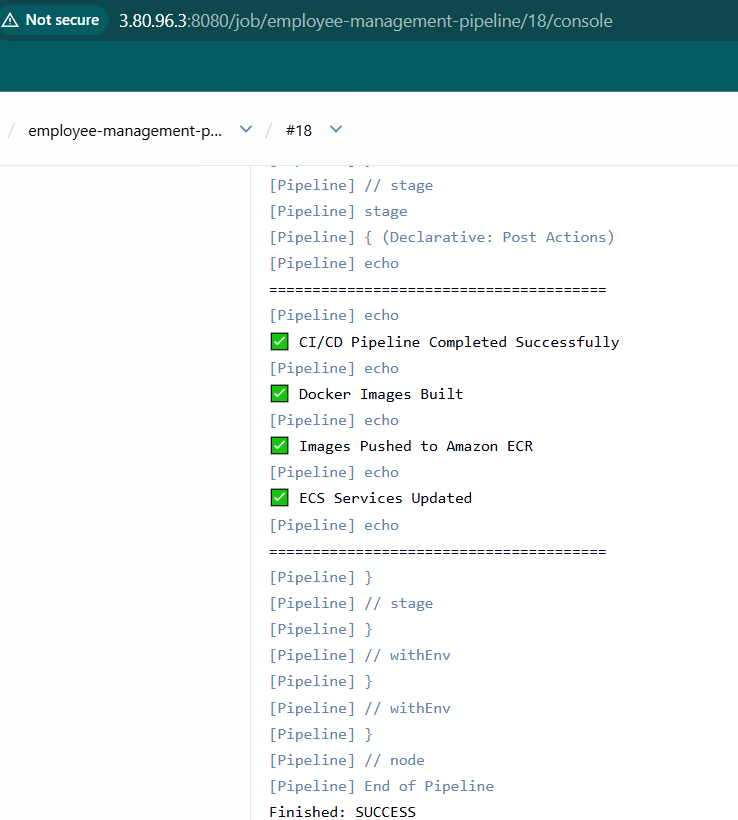 Not secure 3.80.96.3:8080/job/employee-management-pipeline/18/console
/ employee-management-p... / #18
[Pipeline] // stage
[Pipeline] stage
[Pipeline] { (Declarative: Post Actions)
[Pipeline] echo
=======================================
[Pipeline] echo
✅ CI/CD Pipeline Completed Successfully
[Pipeline] echo
✅ Docker Images Built
[Pipeline] echo
✅ Images Pushed to Amazon ECR
[Pipeline] echo
✅ ECS Services Updated
[Pipeline] echo
=======================================
[Pipeline] }
[Pipeline] // stage
[Pipeline] }
[Pipeline] // withEnv
[Pipeline] }
[Pipeline] // withEnv
[Pipeline] }
[Pipeline] // node
[Pipeline] End of Pipeline
Finished: SUCCESS